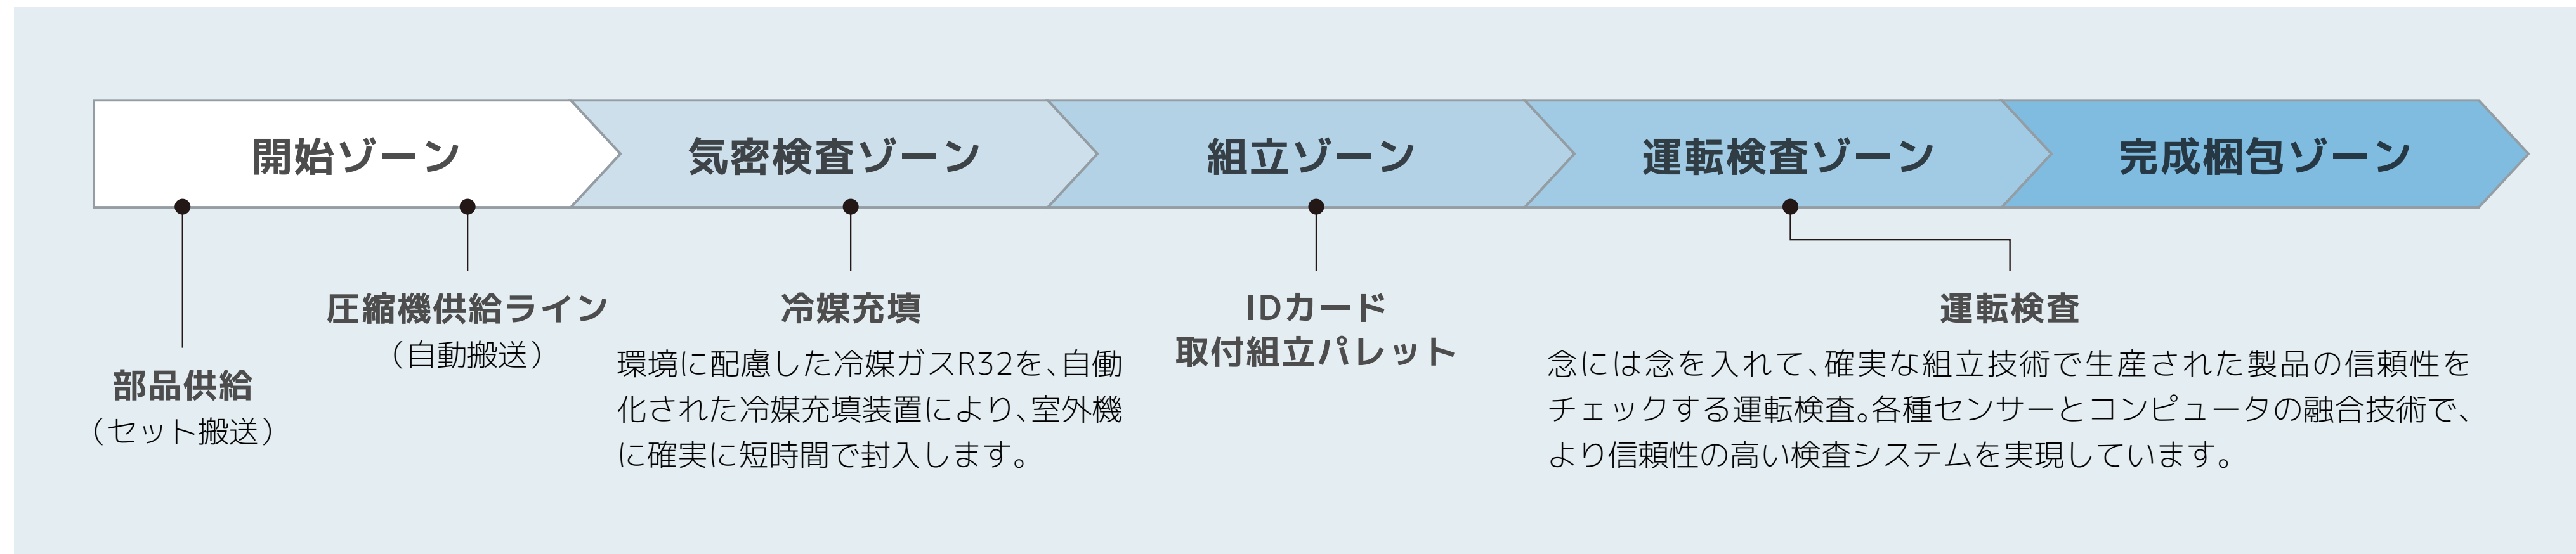 開始ゾーン
気密検査ゾーン
組立ゾーン
運転検査ゾーン
完成梱包ゾーン
部品供給
（セット搬送）
圧縮機供給ライン
（自動搬送）
冷媒充填
環境に配慮した冷媒ガスR32を、自働
化された冷媒充填装置により、室外機
に確実に短時間で封入します。
IDカード
取付組立パレット
運転検査
念には念を入れて、確実な組立技術で生産された製品の信頼性を
チェックする運転検査。各種センサーとコンピュータの融合技術で、
より信頼性の高い検査システムを実現しています。